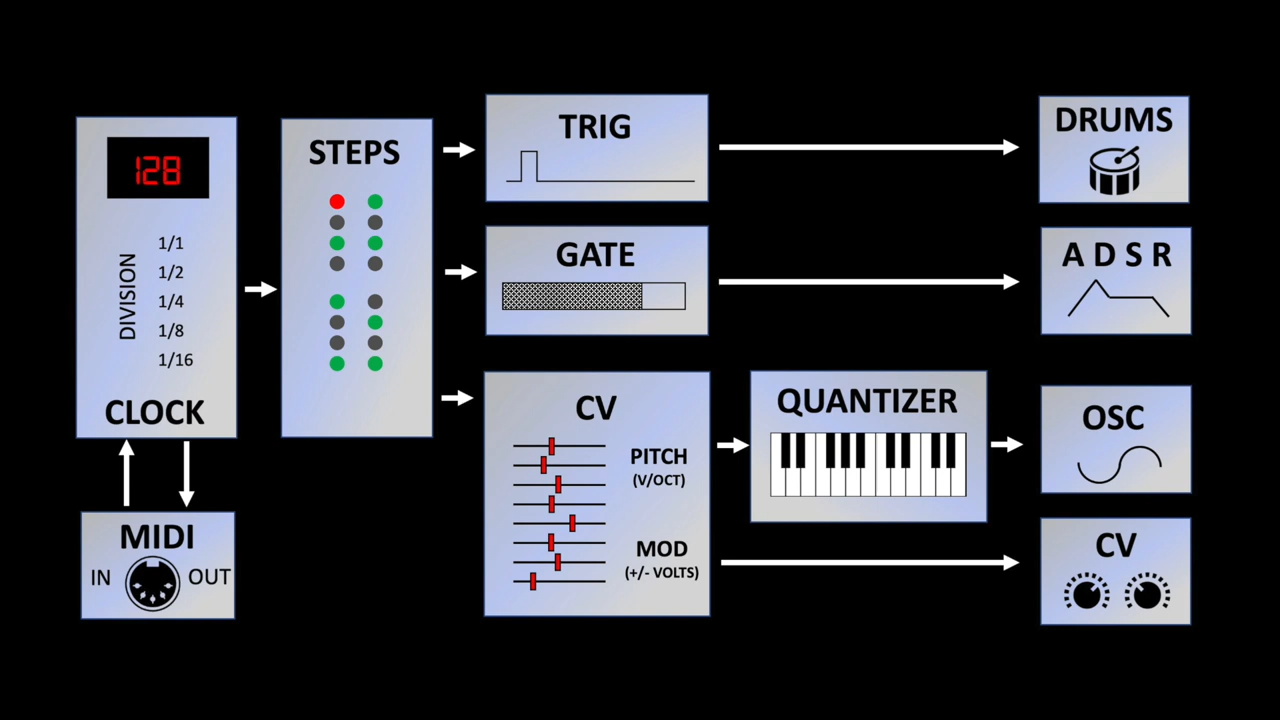 128
DIVISION
1/1
1/2
1/4
1/8
1/16
CLOCK
MIDI
IN
OUT
STEPS
TRIG
GATE
CV
PITCH
(V/OCT)
MOD
(+/- VOLTS)
QUANTIZER
DRUMS
A D S R
OSC
CV